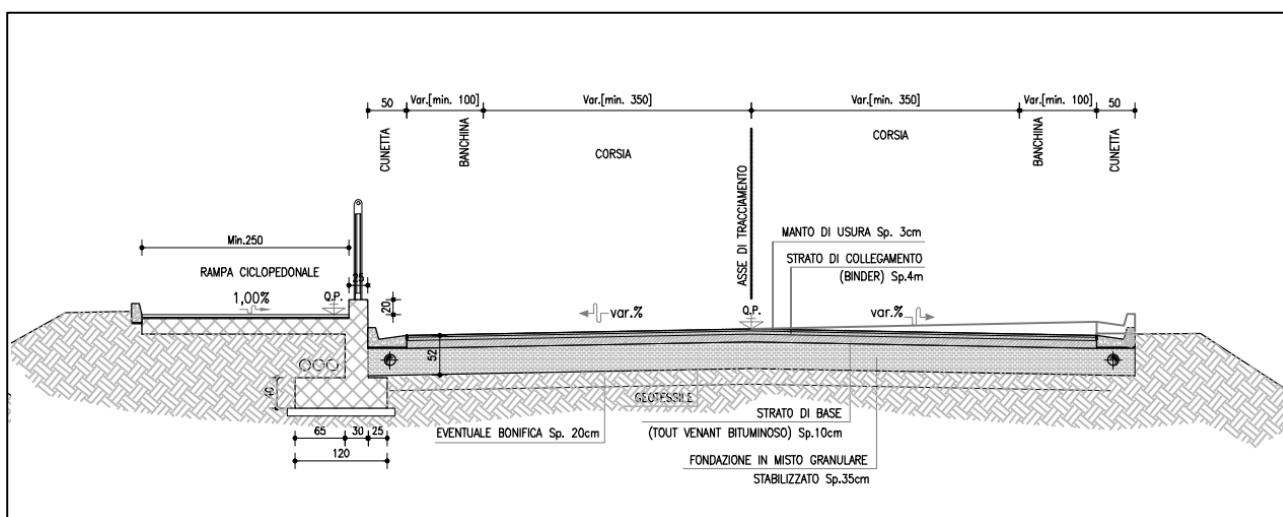 50
Var.[min. 100]
Var.[min. 350]
Var.[min. 350]
Var.[min. 100]
50
CUNETTA
BANCHINA
CORSIA
CORSIA
BANCHINA
CUNETTA
ASSE DI TRACCIAMENTO
Min.250
RAMPA CICLOPEDONALE
25
1,00%
Q.P.
20
var.%
Q.P.
var.%
MANTO DI USURA Sp. 3cm
STRATO DI COLLEGAMENTO
(BINDER) Sp.4m
52
40
GEOTESSILE
65
30
25
120
EVENTUALE BONIFICA Sp. 20cm
STRATO DI BASE
(TOUT VENANT BITUMINOSO) Sp.10cm
FONDAZIONE IN MISTO GRANULARE
STABILIZZATO Sp.35cm